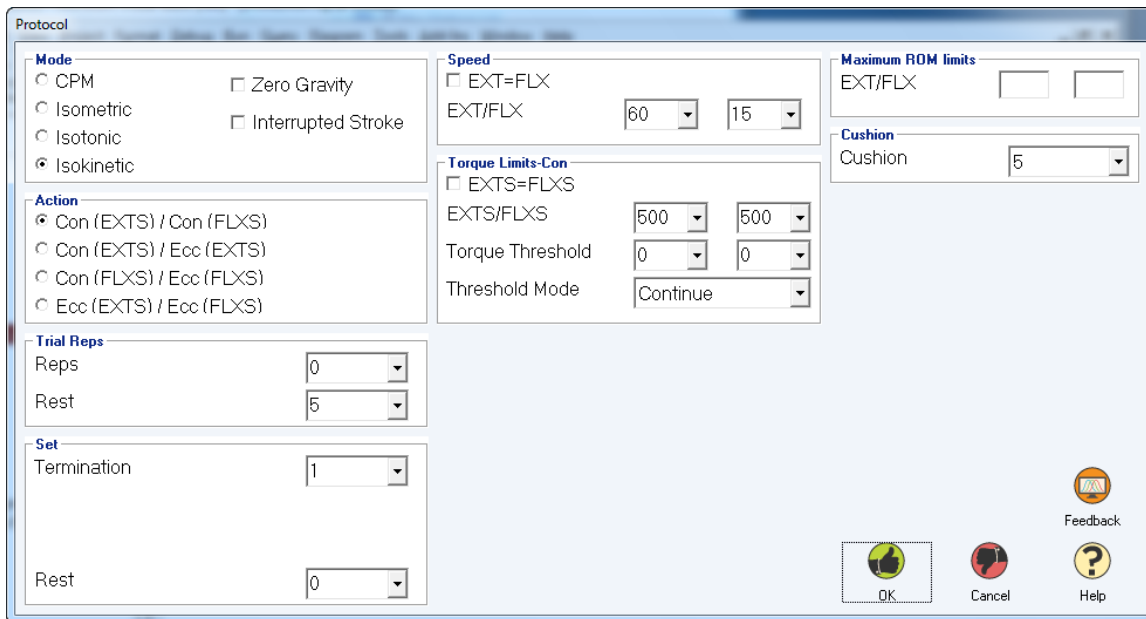 Protocol
Mode
CPM
Zero Gravity
Isometric
Interrupted Stroke
Isotonic
Isokinetic
Action
Con (EXTS) / Con (FLXS)
Con (EXTS) / Ecc (EXTS)
Con (FLXS) / Ecc (FLXS)
Ecc (EXTS) / Ecc (FLXS)
Trial Reps
Reps 0
Rest 5
Set
Termination 1
Rest 0
Speed
EXT=FLX
EXT/FLX 60 15
Torque Limits-Con
EXTS=FLXS
EXTS/FLXS 500 500
Torque Threshold 0 0
Threshold Mode Continue
Maximum ROM limits
EXT/FLX
Cushion
Cushion 5
Feedback
OK Cancel Help